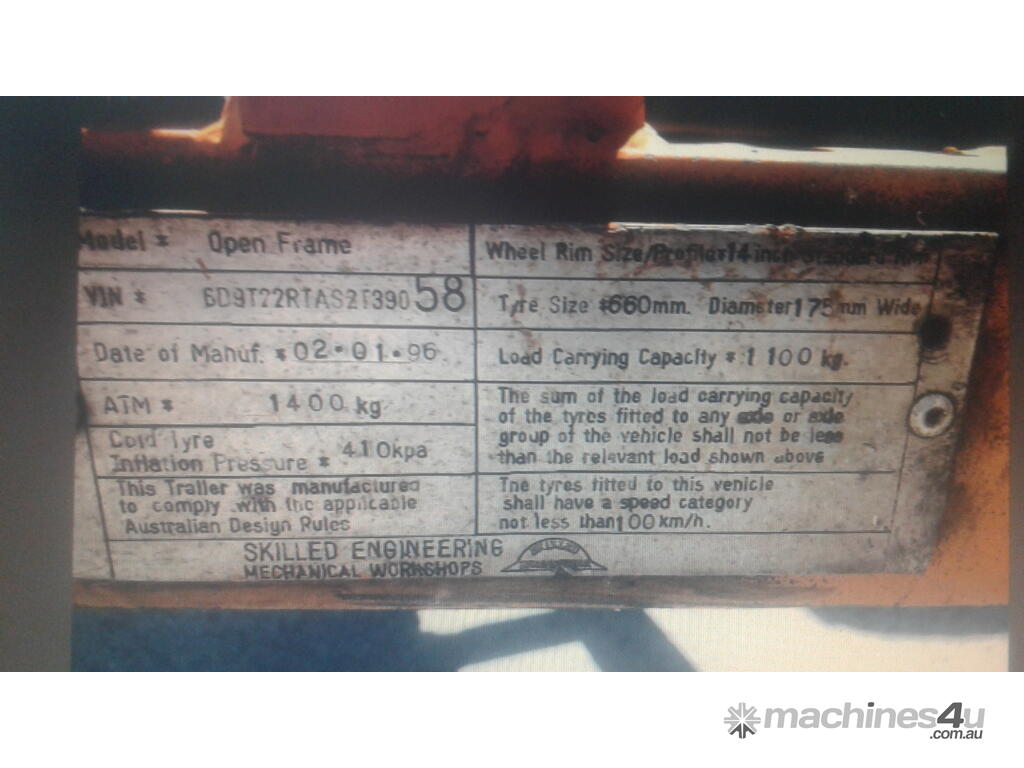 Model * Open Frame
VIN * 6D9T22RTAS2T39058
Date of Manuf. * 02-01-96
ATM * 1400 kg
Cold Tyre
Inflation Pressure * 410kpa
This Trailer was manufactured
to comply with the applicable
Australian Design Rules
Wheel Rim Size/Profile* 14 inch Standard
Tyre Size *660mm. Diameter 175mm Wide
Load Carrying Capacity * 1100 kg.
The sum of the load carrying capacity
of the tyres fitted to any axle or axle
group of the vehicle shall not be less
than the relevant load shown above
The tyres fitted to this vehicle
shall have a speed category
not less than 100 km/h.
SKILLED ENGINEERING
MECHANICAL WORKSHOPS
machines4u
.com.au